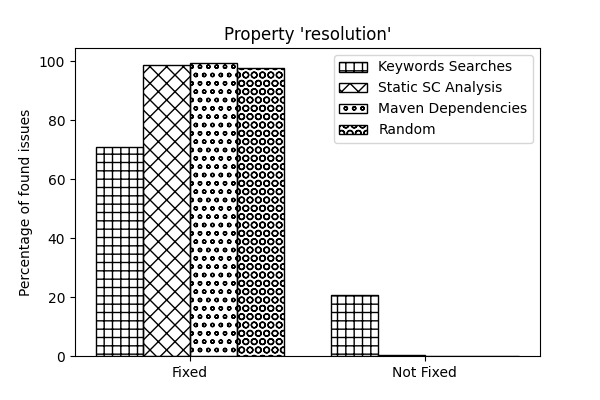 Property 'resolution'
Percentage of found issues
100
80
60
40
20
0
Keywords Searches
Static SC Analysis
Maven Dependencies
Random
Fixed
Not Fixed